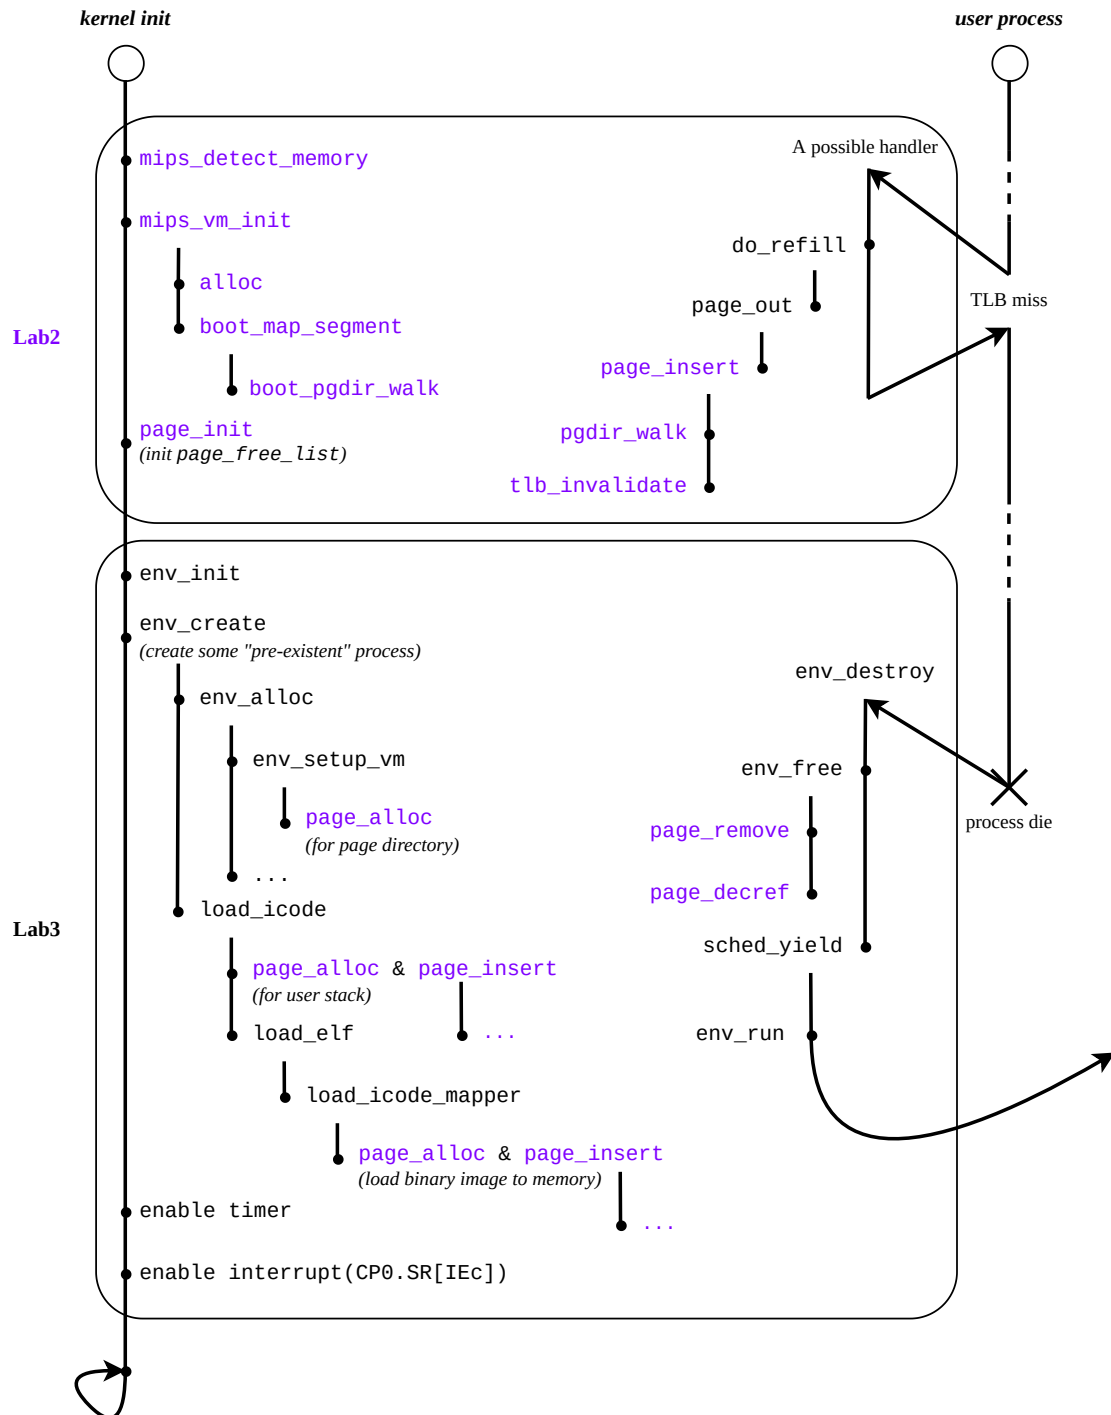 kernel init
user process
A possible handler
mips_detect_memory
mips_vm_init
do_refill
alloc
TLB miss
page_out
boot_map_segment
Lab2
page_insert
boot_pgdir_walk
page_init
pgdir_walk
(init page_free_list)
tlb_invalidate
env_init
env_create
(create some "pre-existent" process)
env_destroy
env_alloc
env_setup_vm
env_free
page_alloc
process die
page_remove
(for page directory)
...
page_decref
load_icode
Lab3
sched_yield
page_alloc & page_insert
(for user stack)
load_elf
...
env_run
load_icode_mapper
page_alloc & page_insert
(load binary image to memory)
enable timer
...
enable interrupt(CP0.SR[IEc])